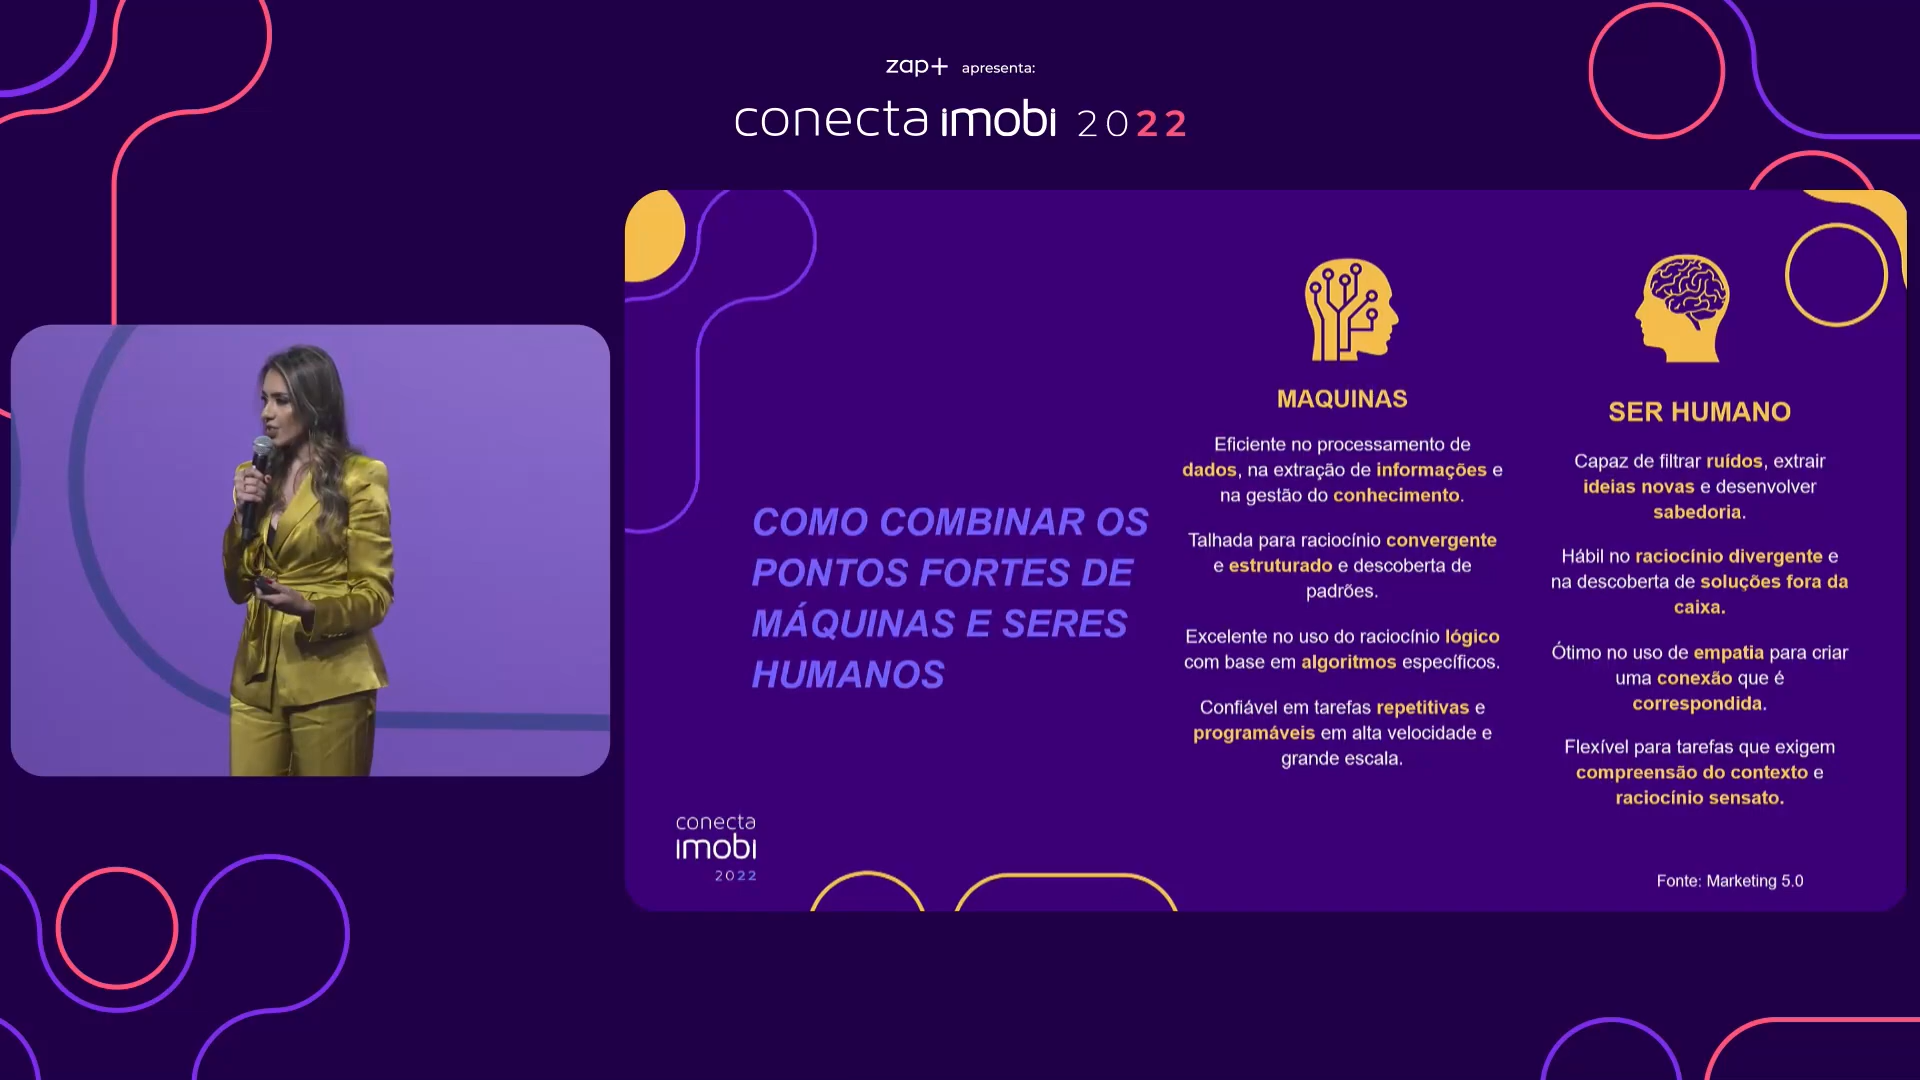 zap+ apresenta:
conecta imobi 2022
COMO COMBINAR OS
PONTOS FORTES DE
MÁQUINAS E SERES
HUMANOS
MAQUINAS
Eficiente no processamento de
dados, na extração de informações e
na gestão do conhecimento.
Talhada para raciocínio convergente
e estruturado e descoberta de
padrões.
Excelente no uso do raciocínio lógico
com base em algoritmos específicos.
Confiável em tarefas repetitivas e
programáveis em alta velocidade e
grande escala.
SER HUMANO
Capaz de filtrar ruídos, extrair
ideias novas e desenvolver
sabedoria.
Hábil no raciocínio divergente e
na descoberta de soluções fora da
caixa.
Ótimo no uso de empatia para criar
uma conexão que é
correspondida.
Flexível para tarefas que exigem
compreensão do contexto e
raciocínio sensato.
conecta
imobi
2022
Fonte: Marketing 5.0